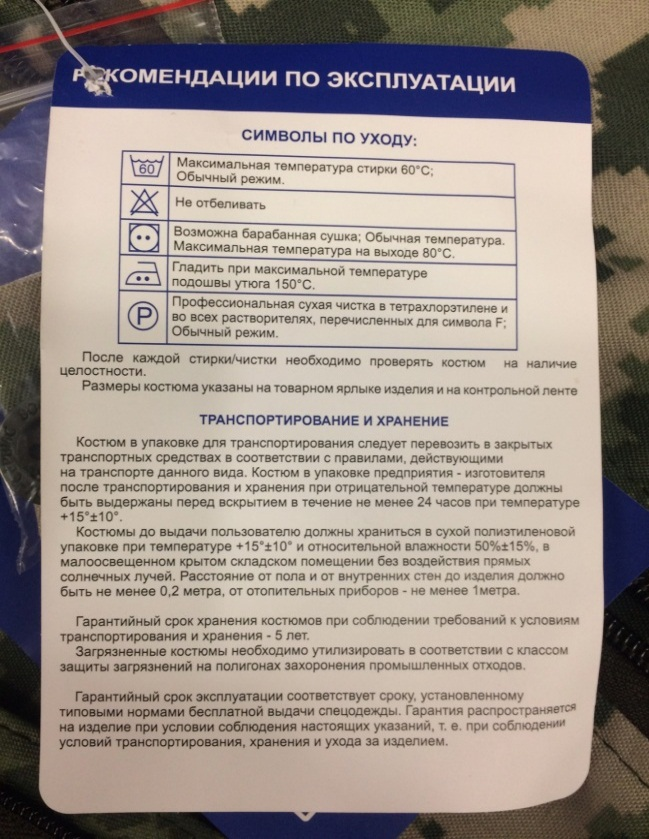 РЕКОМЕНДАЦИИ ПО ЭКСПЛУАТАЦИИ
СИМВОЛЫ ПО УХОДУ:
60
Максимальная температура стирки 60°С;
Обычный режим.
Не отбеливать
Возможна барабанная сушка; Обычная температура.
Максимальная температура на выходе 80°С.
Гладить при максимальной температуре
подошвы утюга 150°С.
P
Профессиональная сухая чистка в тетрахлорэтилене и
во всех растворителях, перечисленных для символа F;
Обычный режим.
После каждой стирки/чистки необходимо проверять костюм на наличие
целостности.
Размеры костюма указаны на товарном ярлыке изделия и на контрольной ленте
ТРАНСПОРТИРОВАНИЕ И ХРАНЕНИЕ
Костюм в упаковке для транспортирования следует перевозить в закрытых
транспортных средствах в соответствии с правилами, действующими
на транспорте данного вида. Костюм в упаковке предприятия - изготовителя
после транспортирования и хранения при отрицательной температуре должны
быть выдержаны перед вскрытием в течение не менее 24 часов при температуре
+15°±10°.
Костюмы до выдачи пользователю должны храниться в сухой полиэтиленовой
упаковке при температуре +15°±10° и относительной влажности 50%±15%, в
малоосвещенном крытом складском помещении без воздействия прямых
солнечных лучей. Расстояние от пола и от внутренних стен до изделия должно
быть не менее 0,2 метра, от отопительных приборов - не менее 1метра.
Гарантийный срок хранения костюмов при соблюдении требований к условиям
транспортирования и хранения - 5 лет.
Загрязненные костюмы необходимо утилизировать в соответствии с классом
защиты загрязнений на полигонах захоронения промышленных отходов.
Гарантийный срок эксплуатации соответствует сроку, установленному
типовыми нормами бесплатной выдачи спецодежды. Гарантия распространяется
на изделие при условии соблюдения настоящих указаний, т. е. при соблюдении
условий транспортирования, хранения и ухода за изделием.